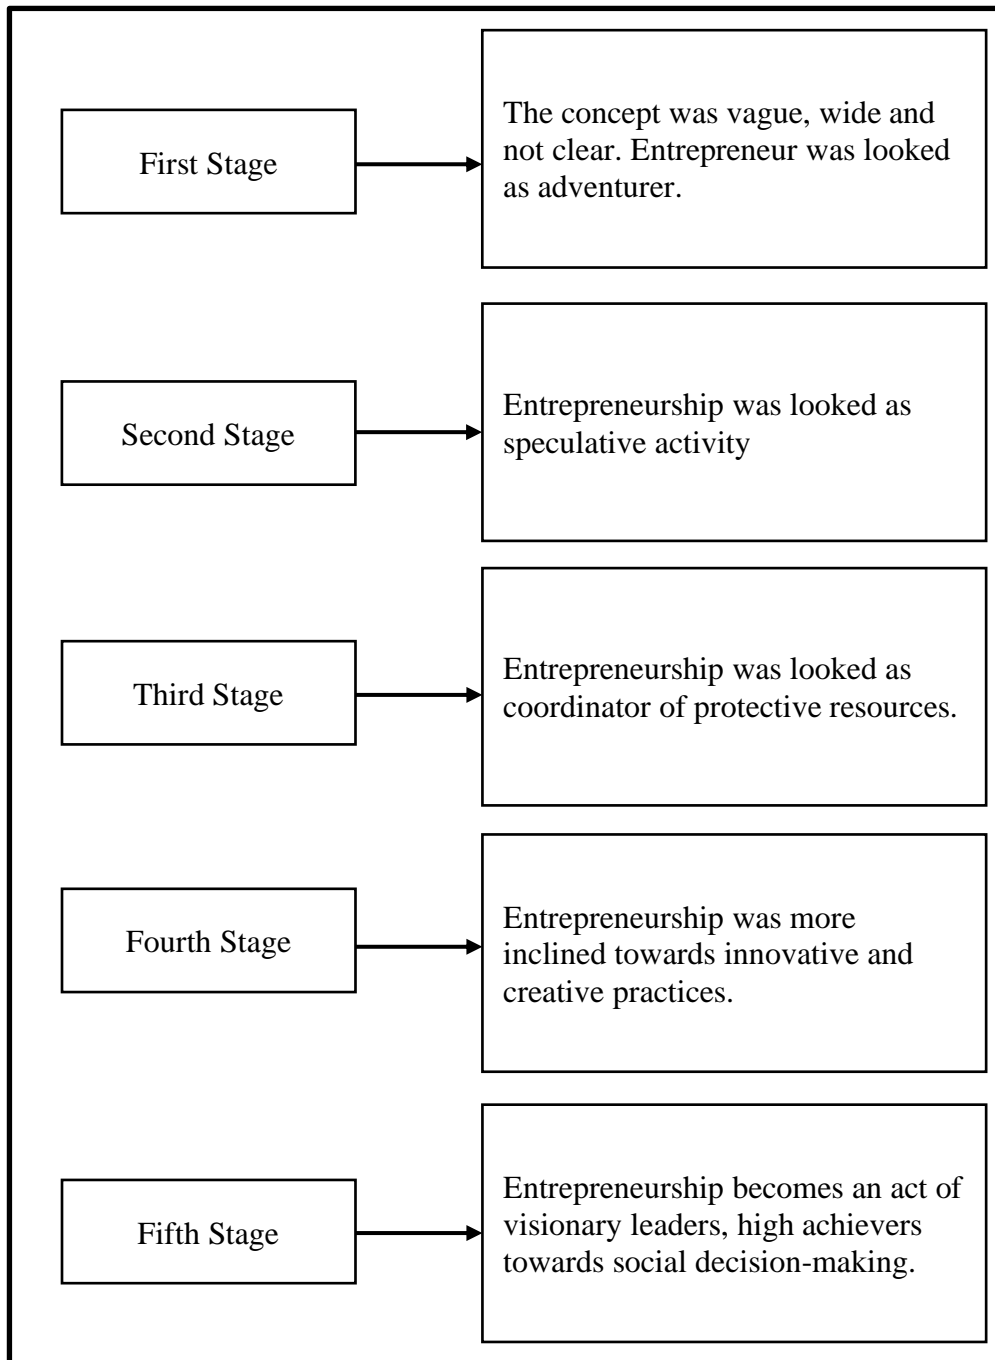 First Stage
The concept was vague, wide and
not clear. Entrepreneur was looked
as adventurer.
Second Stage
Entrepreneurship was looked as
speculative activity
Third Stage
Entrepreneurship was looked as
coordinator of protective resources.
Fourth Stage
Entrepreneurship was more
inclined towards innovative and
creative practices.
Fifth Stage
Entrepreneurship becomes an act of
visionary leaders, high achievers
towards social decision-making.